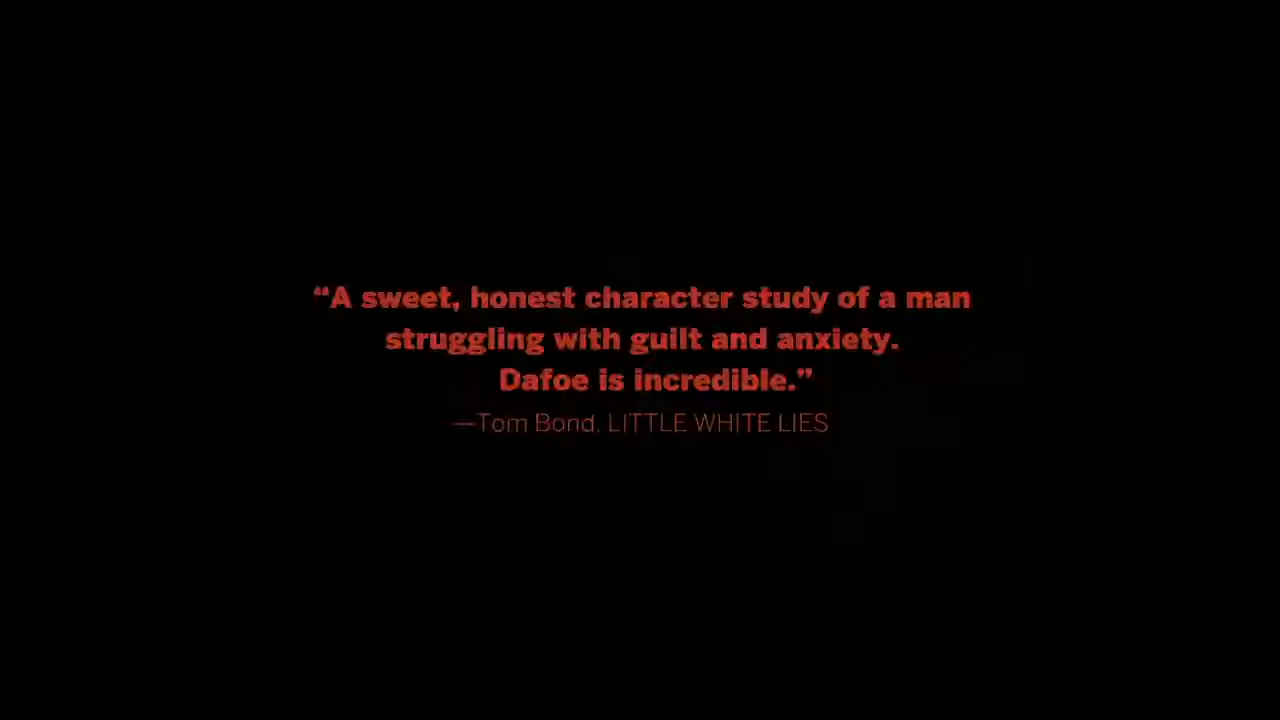 “A sweet, honest character study of a man
struggling with guilt and anxiety.
Dafoe is incredible.”
—Tom Bond, LITTLE WHITE LIES